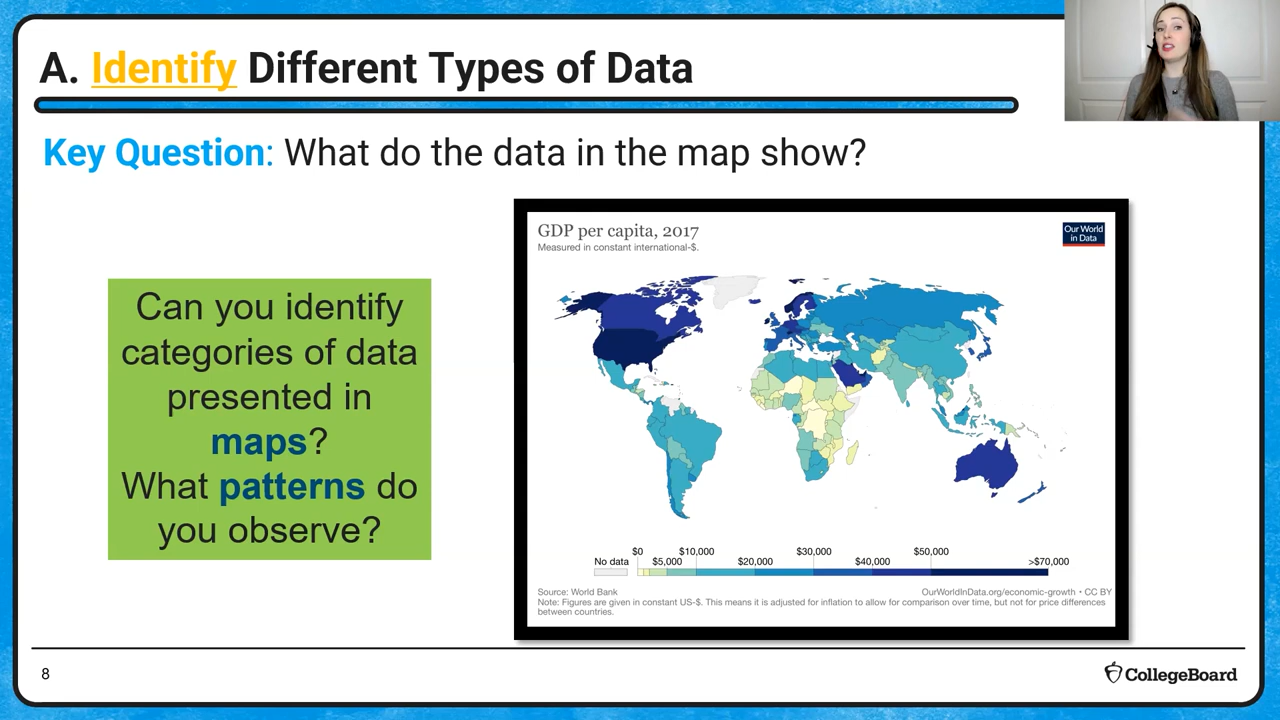 A. Identify Different Types of Data
Key Question: What do the data in the map show?
Can you identify
categories of data
presented in
maps?
What patterns do
you observe?
GDP per capita, 2017
Measured in constant international-$.
Our World
in Data
No data
$0
$5,000
$10,000
$20,000
$30,000
$40,000
$50,000
>$70,000
Source: World Bank
OurWorldInData.org/economic-growth • CC BY
Note: Figures are given in constant US-$. This means it is adjusted for inflation to allow for comparison over time, but not for price differences
between countries.
8
CollegeBoard